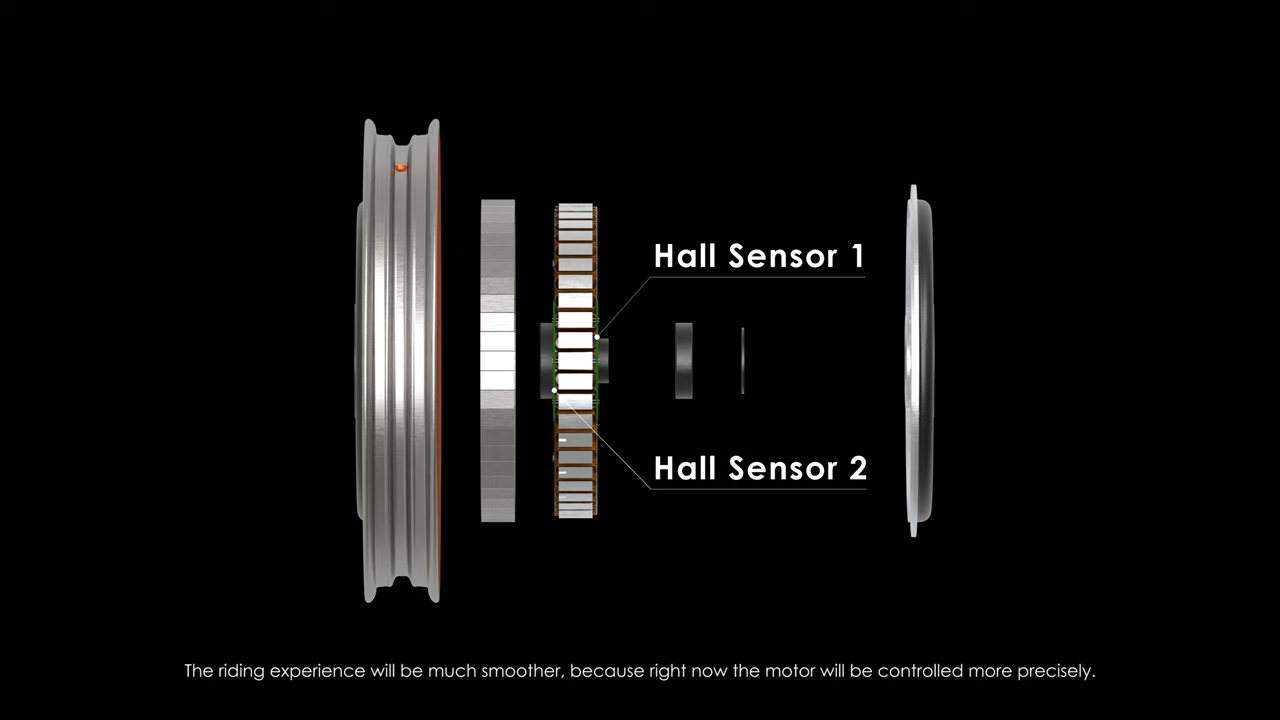 Hall Sensor 1
Hall Sensor 2
The riding experience will be much smoother, because right now the motor will be controlled more precisely.